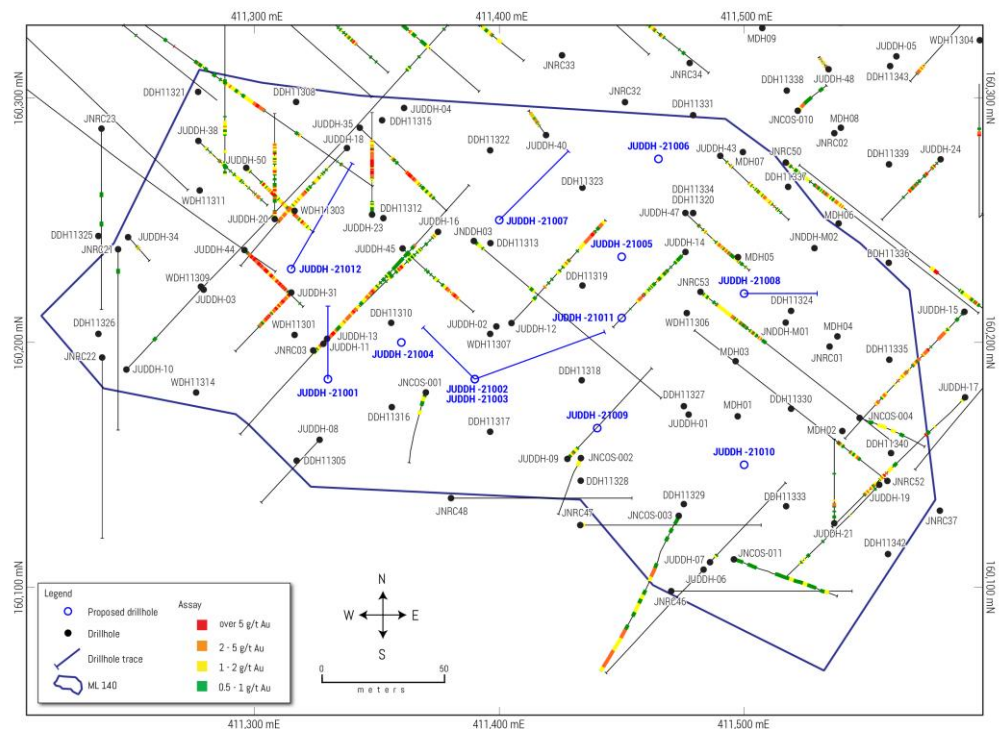 411,300 mE
411,400 mE
411,500 mE
160,300 mN
160,300 mN
160,200 mN
160,200 mN
160,100 mN
160,100 mN
MDH09
WDH11304
JUDDH-05
JNRC33
JNRC34
JUDDH-48
DDH11343
DDH11338
DDH11321
DDH11308
JUDDH-04
JNRC32
DDH11331
JNCOS-010
MDH08
JNRC23
JUDDH-35
DDH11315
JNRC02
JUDDH-38
JUDDH-18
DDH11322
JUDDH-40
JUDDH -21006
JUDDH-43
MDH07
JNRC50
DDH11339
JUDDH-24
JUDDH-50
DDH11337
DDH11323
WDH11311
DDH11334
DDH11320
WDH11303
DDH11312
JUDDH-47
MDH06
JUDDH-20
JUDDH-23
JUDDH-16
JUDDH -21007
DDH11325
JUDDH-34
JNRC21
JNDDH03
DDH11313
JUDDH -21005
JUDDH-14
JNDDH-M02
JUDDH-44
JUDDH-45
MDH05
DDH11336
JUDDH -21012
WDH11309
DDH11319
JUDDH -21008
JUDDH-03
JUDDH-31
JNRC53
DDH11324
JUDDH-15
DDH11310
JUDDH -21011
WDH11306
DDH11326
WDH11301
JUDDH-13
JUDDH-02
JUDDH-12
JNDDH-M01
MDH04
JNRC03
JUDDH-11
WDH11307
JNRC22
JUDDH -21004
MDH03
JNRC01
DDH11335
JUDDH-10
DDH11318
WDH11314
JUDDH -21001
JNCOS-001
JUDDH -21002
JUDDH -21003
JUDDH-17
DDH11327
MDH01
DDH11330
DDH11316
JUDDH -21009
JUDDH-01
JNCOS-004
JUDDH-08
DDH11317
MDH02
DDH11305
JUDDH-09
JNCOS-002
JUDDH -21010
DDH11340
DDH11328
JNRC52
JUDDH-19
JNRC48
DDH11329
DDH11333
JNRC47
JNCOS-003
JNRC37
JUDDH-21
JUDDH-07
JNCOS-011
DDH11342
JUDDH-06
JNRC46
Legend
Proposed drillhole
Drillhole
Drillhole trace
ML 140
Assay
over 5 g/t Au
2 - 5 g/t Au
1 - 2 g/t Au
0.5 - 1 g/t Au
N
W
E
S
0
50
meters
411,300 mE
411,400 mE
411,500 mE